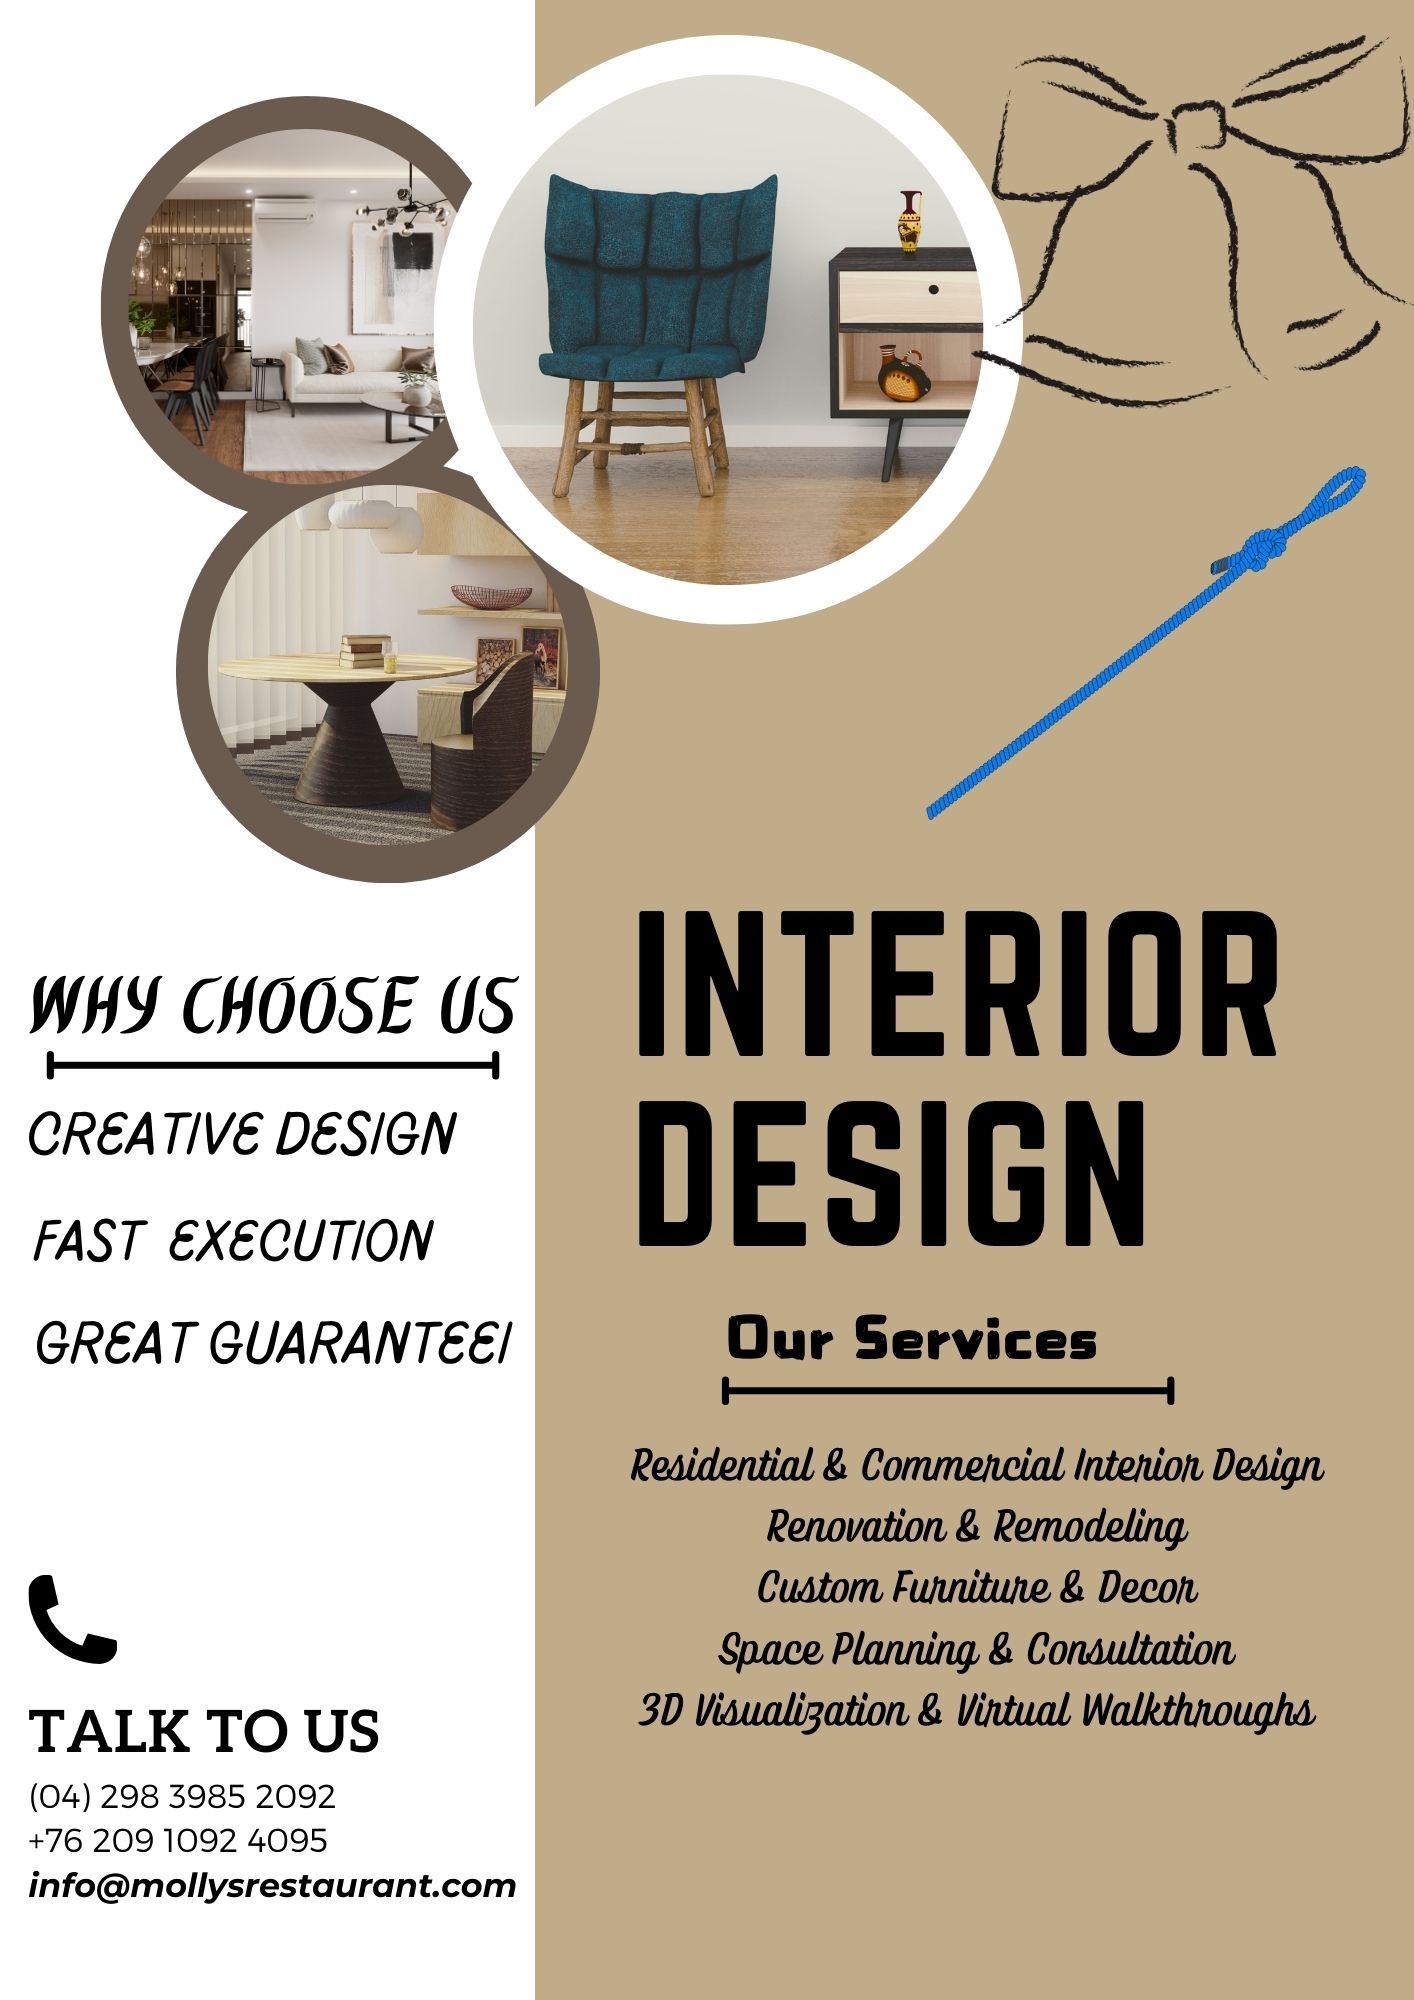 WHY CHOOSE US
CREATIVE DESIGN
FAST EXECUTION
GREAT GUARANTEEI
TALK TO US
(04) 298 3985 2092
+76 209 1092 4095
info@mollysrestaurant.com
INTERIOR
DESIGN
Our Services
Residential & Commercial Interior Design
Renovation & Remodeling
Custom Furniture & Decor
Space Planning & Consultation
3D Visualization & Virtual Walkthroughs